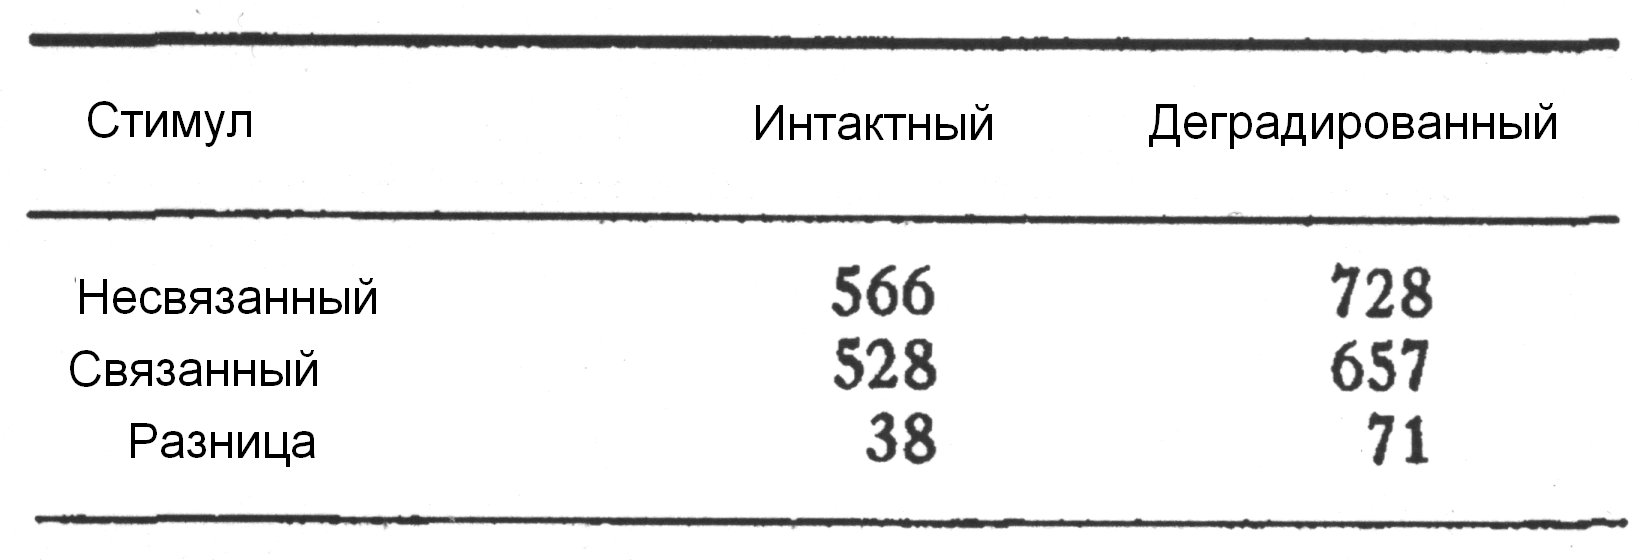 Стимул Интактный Деградированный
Несвязанный 566 728
Связанный 528 657
Разница 38 71